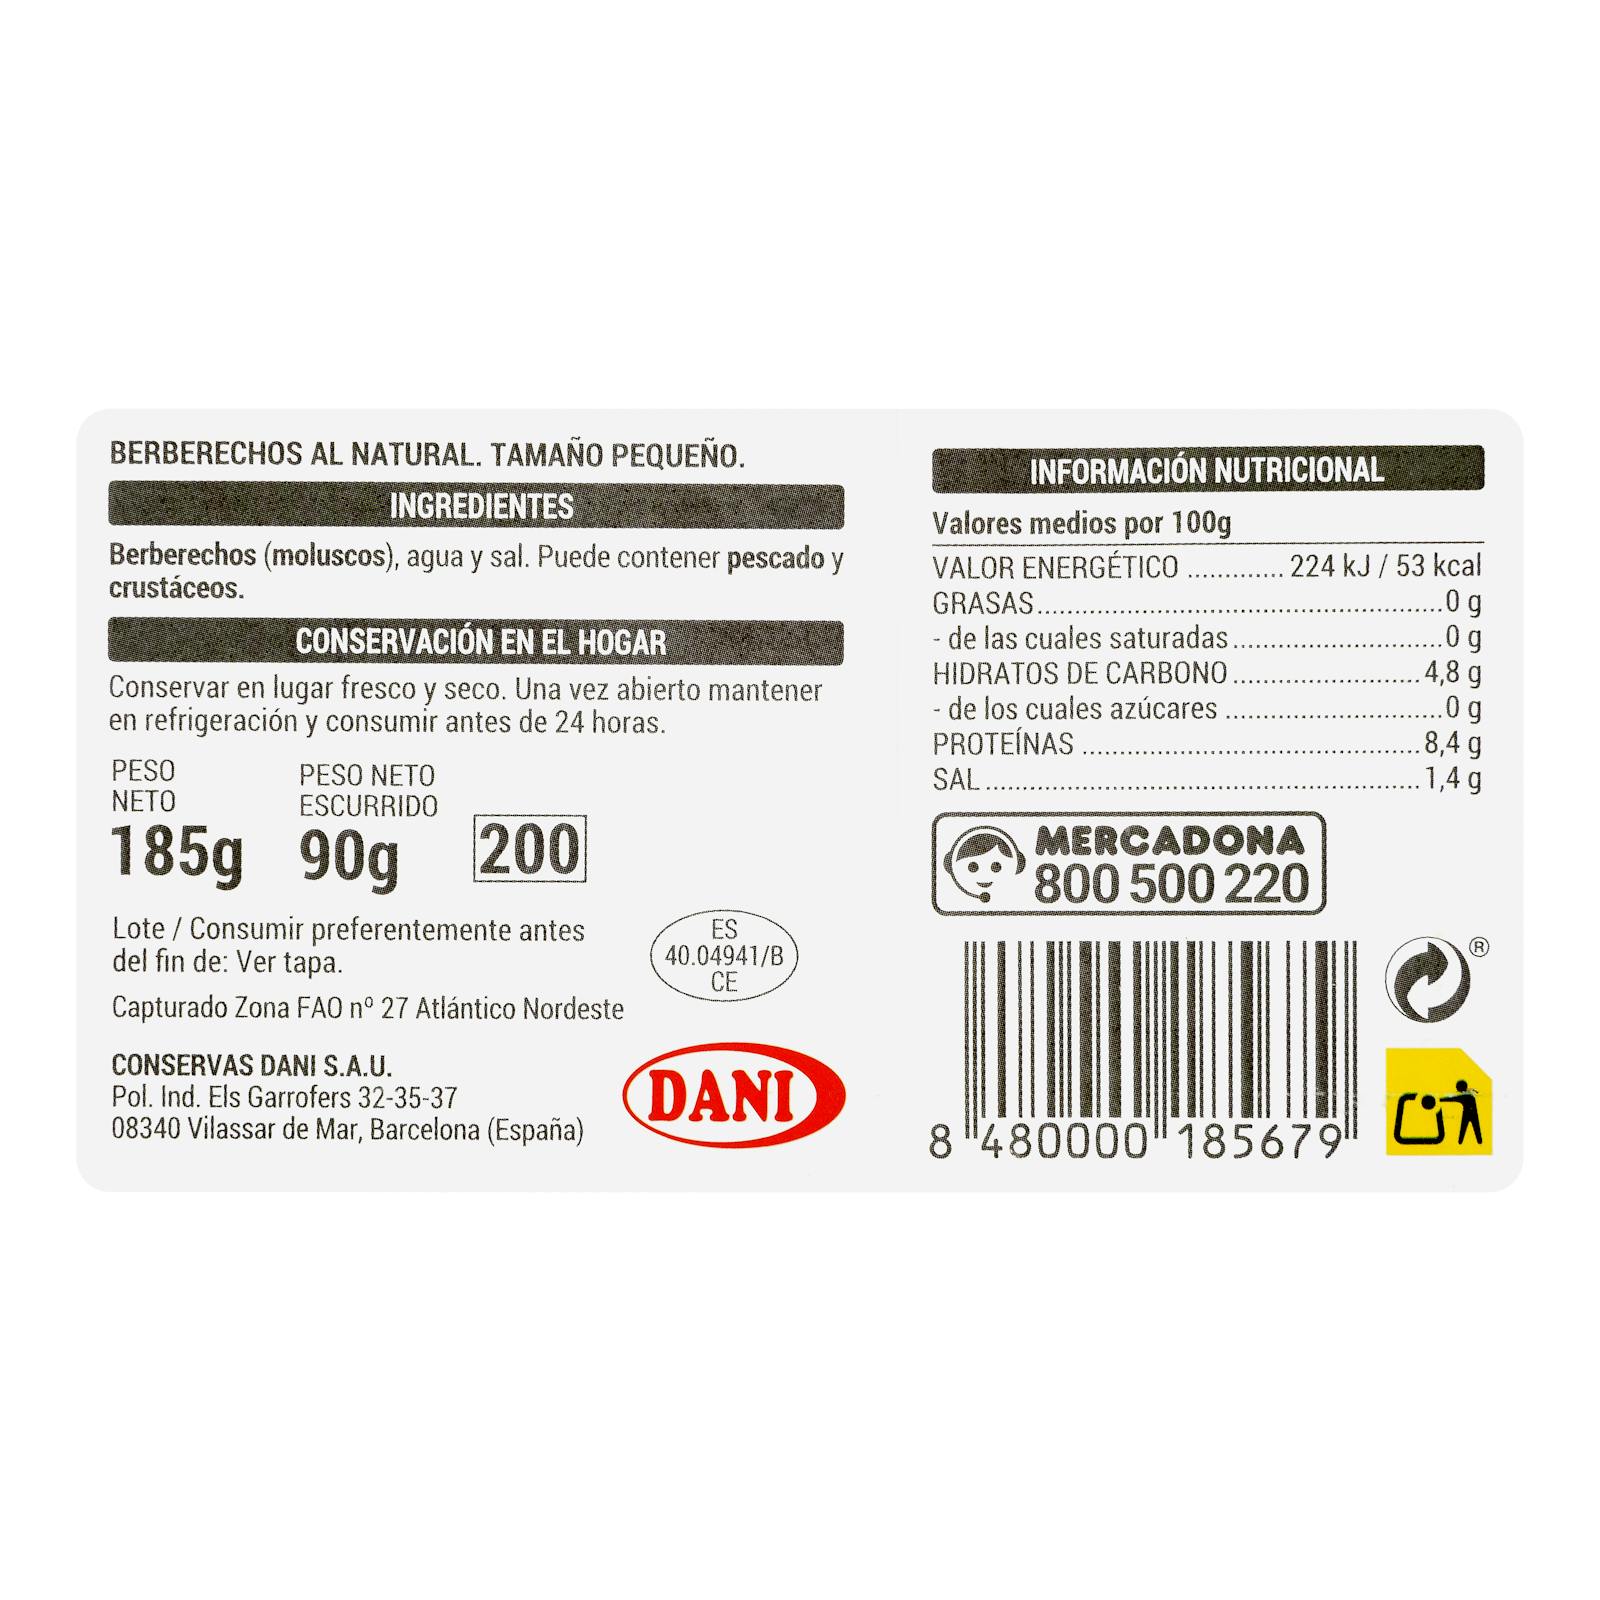 BERBERECHOS AL NATURAL. TAMAÑO PEQUEÑO.
INGREDIENTES
Berberechos (moluscos), agua y sal. Puede contener pescado y
crustáceos.
CONSERVACIÓN EN EL HOGAR
Conservar en lugar fresco y seco. Una vez abierto mantener
en refrigeración y consumir antes de 24 horas.
PESO
NETO
185g
PESO NETO
ESCURRIDO
90g
200
Lote / Consumir preferentemente antes
del fin de: Ver tapa.
ES
40.04941/B
CE
Capturado Zona FAO nº 27 Atlántico Nordeste
CONSERVAS DANI S.A.U.
Pol. Ind. Els Garrofers 32-35-37
08340 Vilassar de Mar, Barcelona (España)
DANI
INFORMACIÓN NUTRICIONAL
Valores medios por 100g
VALOR ENERGÉTICO ............. 224 kJ / 53 kcal
GRASAS.......................................................0 g
- de las cuales saturadas............................0 g
HIDRATOS DE CARBONO ......................... 4,8 g
- de los cuales azúcares .............................0 g
PROTEÍNAS ............................................. 8,4 g
SAL .......................................................... 1,4 g
MERCADONA
800 500 220
®
8 480000 185679